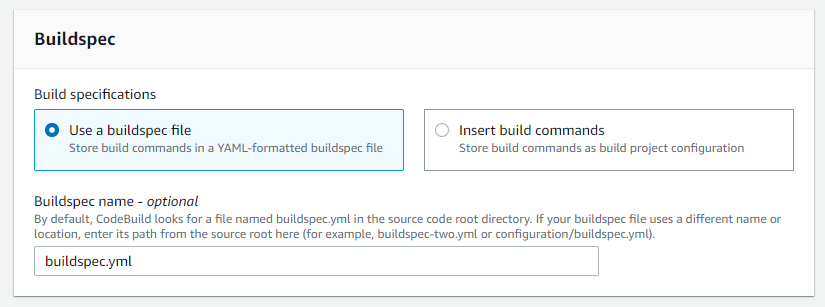 Buildspec
Build specifications
Use a buildspec file
Store build commands in a YAML-formatted buildspec file
Insert build commands
Store build commands as build project configuration
Buildspec name - optional
By default, CodeBuild looks for a file named buildspec.yml in the source code root directory. If your buildspec file uses a different name or
location, enter its path from the source root here (for example, buildspec-two.yml or configuration/buildspec.yml).
buildspec.yml